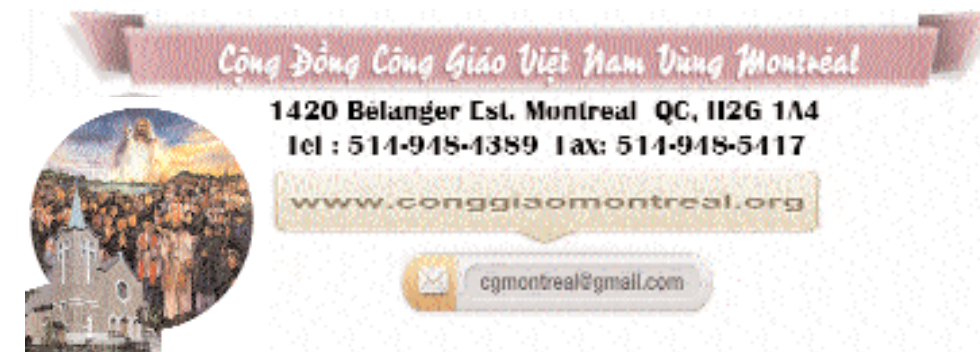 Cộng Đồng Công Giáo Việt Nam Vùng Montréal
1420 Bélanger Est. Montreal QC, H2G 1A4
Tel : 514-948-4389 Fax: 514-948-5417
www.conggiaomontreal.org
cgmontreal@gmail.com